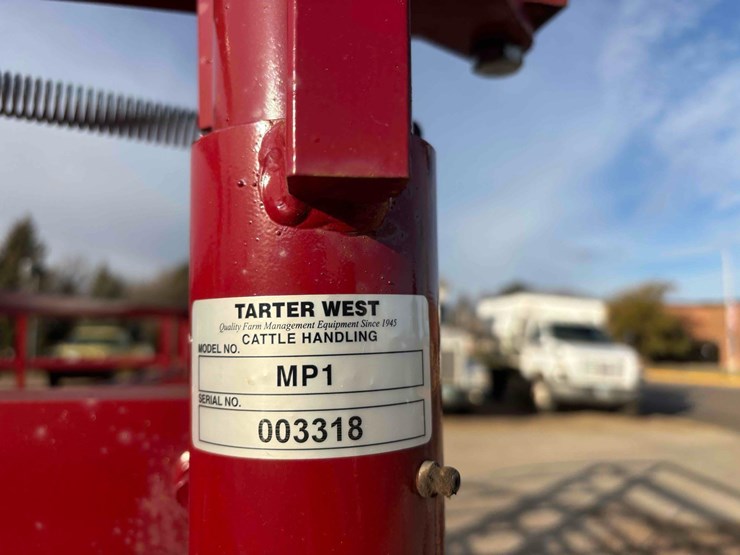 TARTER WEST
Quality Farm Management Equipment Since 1945
CATTLE HANDLING
MODEL NO.
MP1
SERIAL NO.
003318